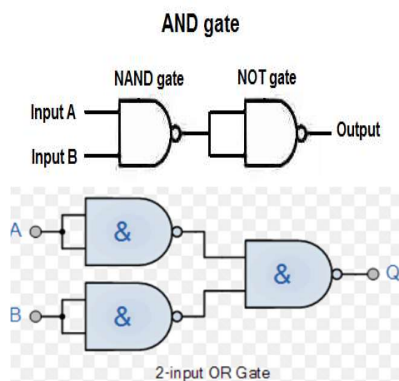 AND gate
NAND gate NOT gate
Input A
Output
Input B
A & & Q
B &
2-input OR Gate